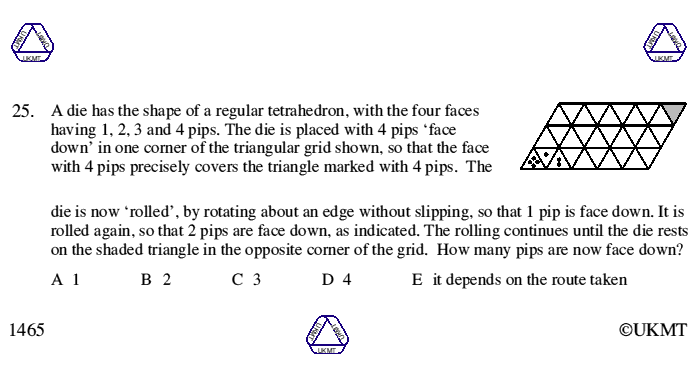 UKMT UKMT UKMT
UKMT UKMT UKMT
25. A die has the shape of a regular tetrahedron, with the four faces
having 1, 2, 3 and 4 pips. The die is placed with 4 pips ‘face
down’ in one corner of the triangular grid shown, so that the face
with 4 pips precisely covers the triangle marked with 4 pips. The
die is now ‘rolled’, by rotating about an edge without slipping, so that 1 pip is face down. It is
rolled again, so that 2 pips are face down, as indicated. The rolling continues until the die rests
on the shaded triangle in the opposite corner of the grid. How many pips are now face down?
A 1 B 2 C 3 D 4 E it depends on the route taken
1465
UKMT UKMT UKMT
©UKMT